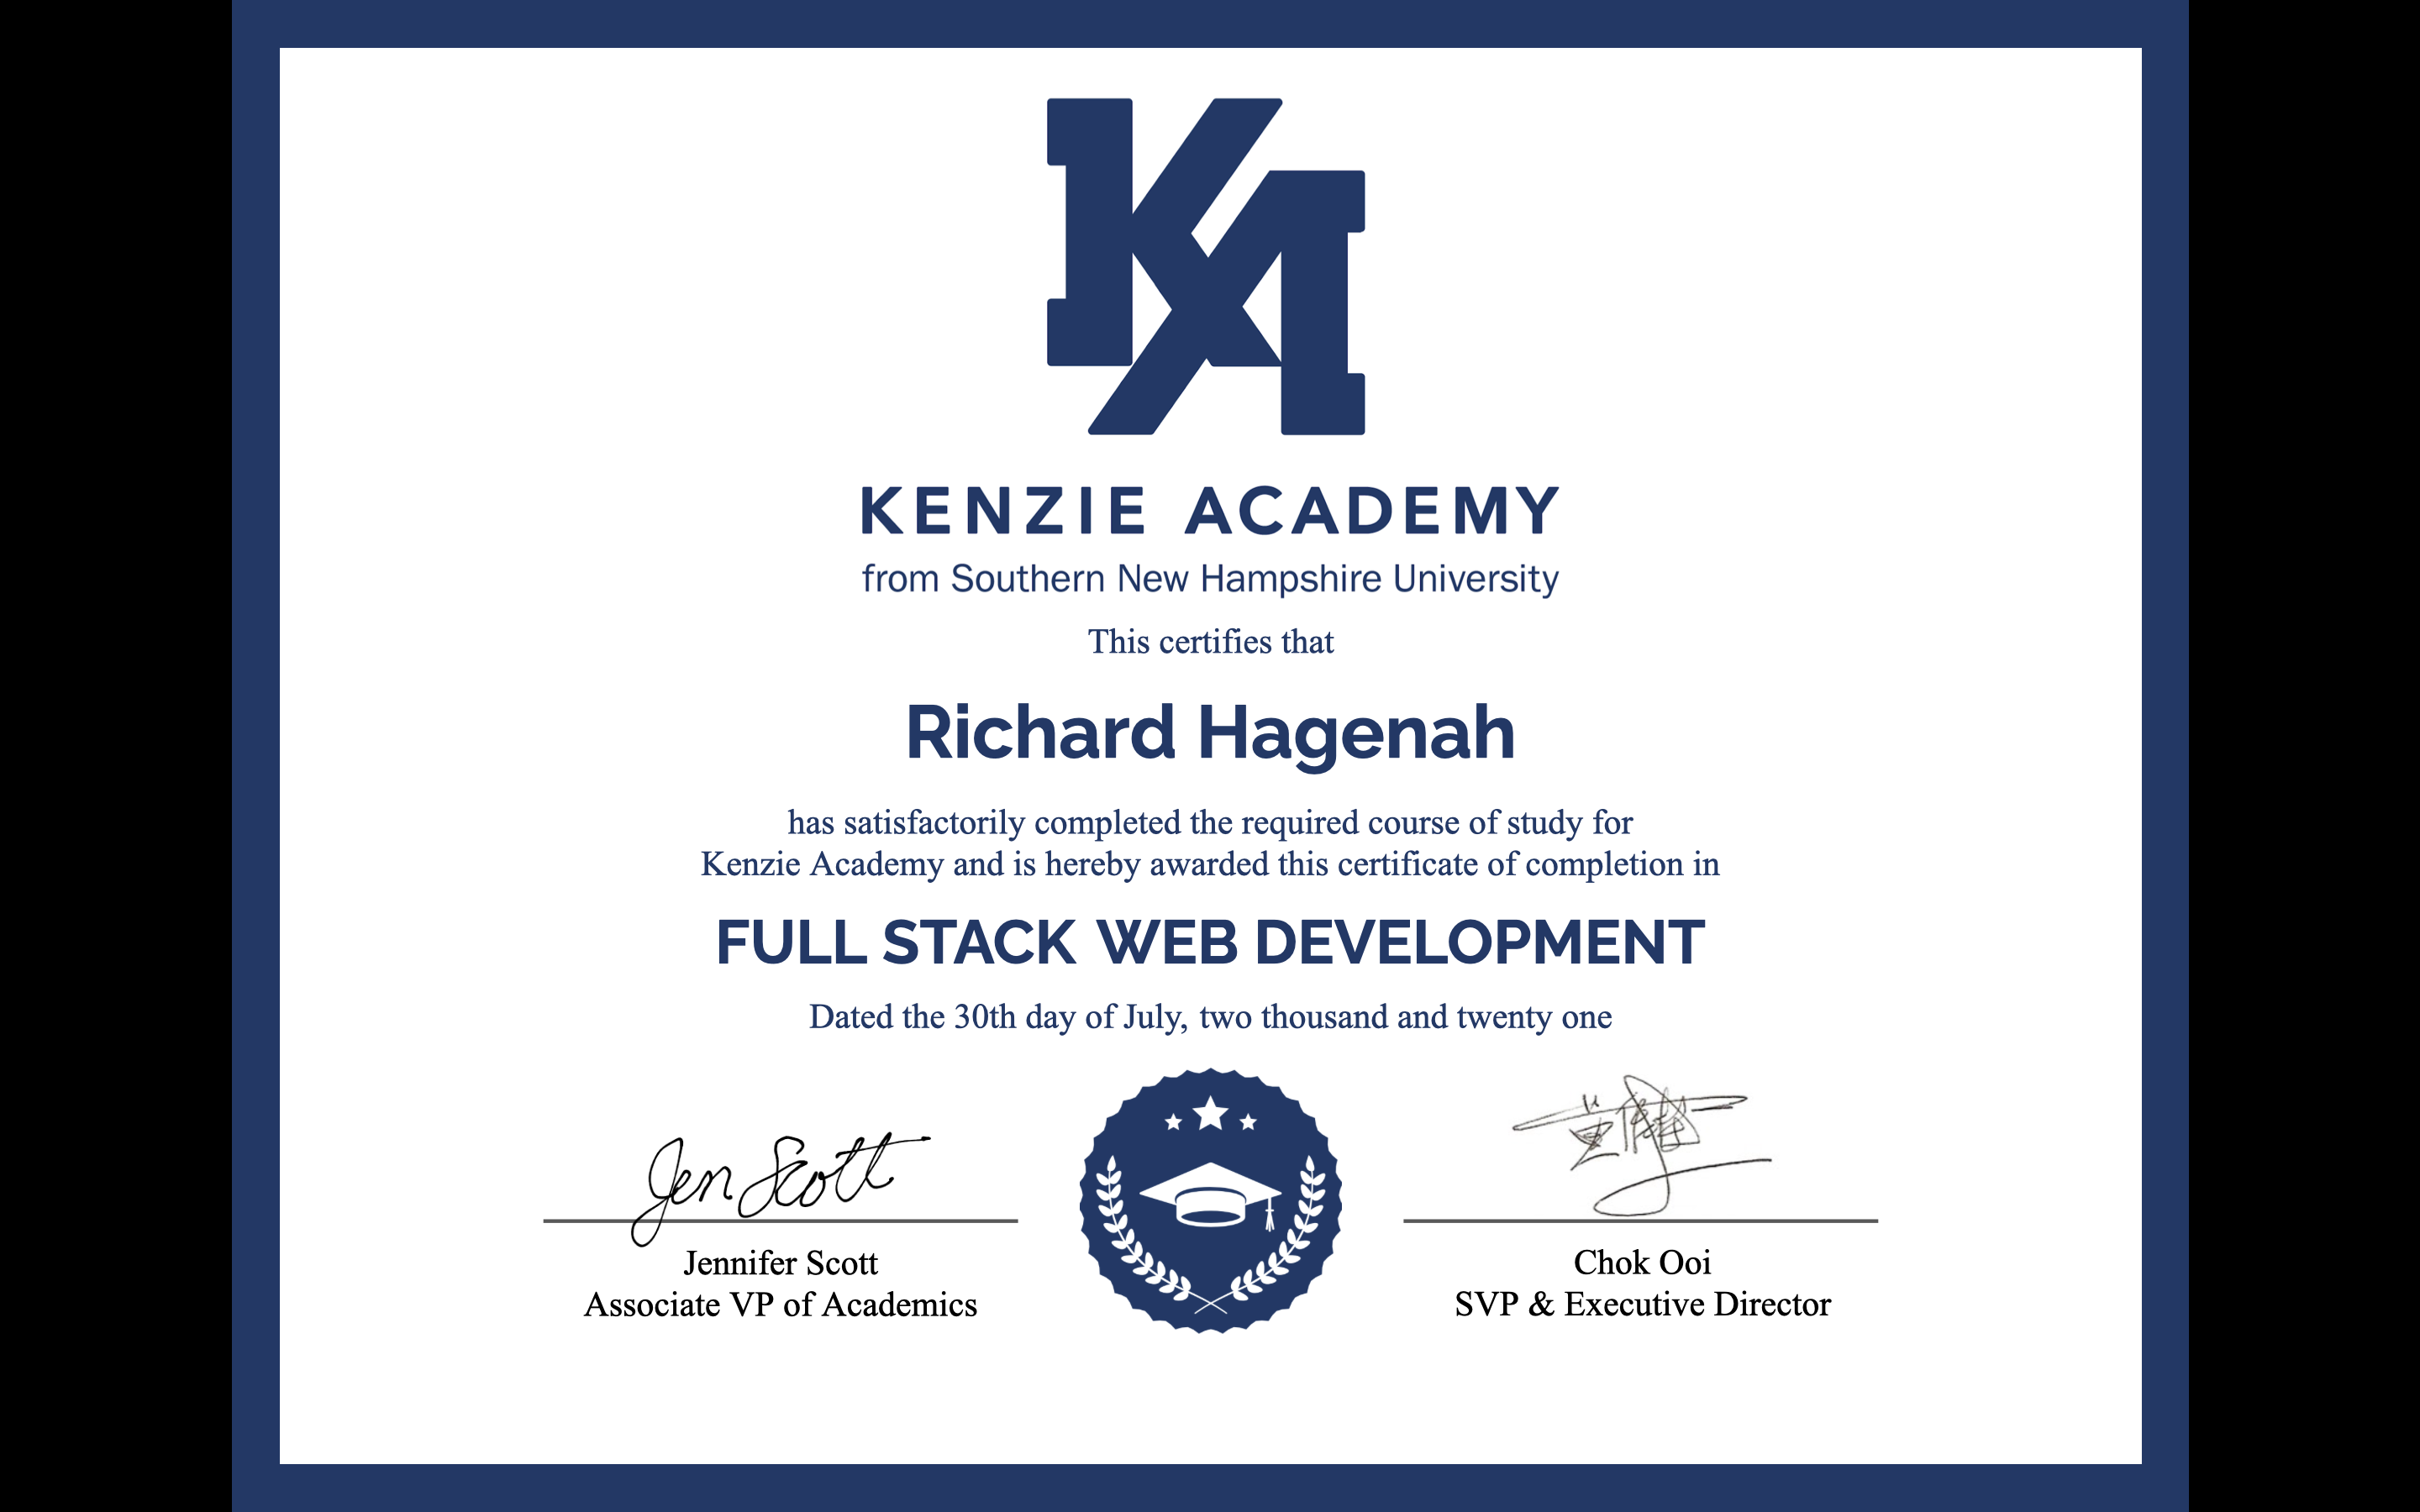 KA
KENZIE ACADEMY
from Southern New Hampshire University
This certifies that
Richard Hagenah
has satisfactorily completed the required course of study for
Kenzie Academy and is hereby awarded this certificate of completion in
FULL STACK WEB DEVELOPMENT
Dated the 30th day of July, two thousand and twenty one
Jen Scott
Jennifer Scott
Associate VP of Academics
Chok Ooi
SVP & Executive Director